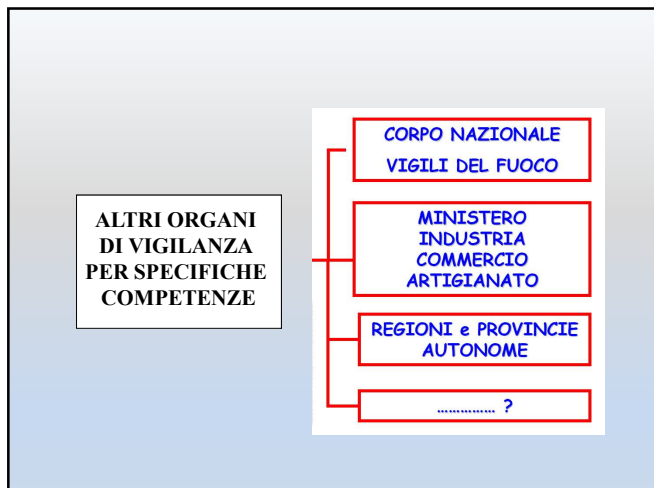 ALTRI ORGANI
DI VIGILANZA
PER SPECIFICHE
COMPETENZE
CORPO NAZIONALE
VIGILI DEL FUOCO
MINISTERO
INDUSTRIA
COMMERCIO
ARTIGIANATO
REGIONI e PROVINCIE
AUTONOME
…………… ?